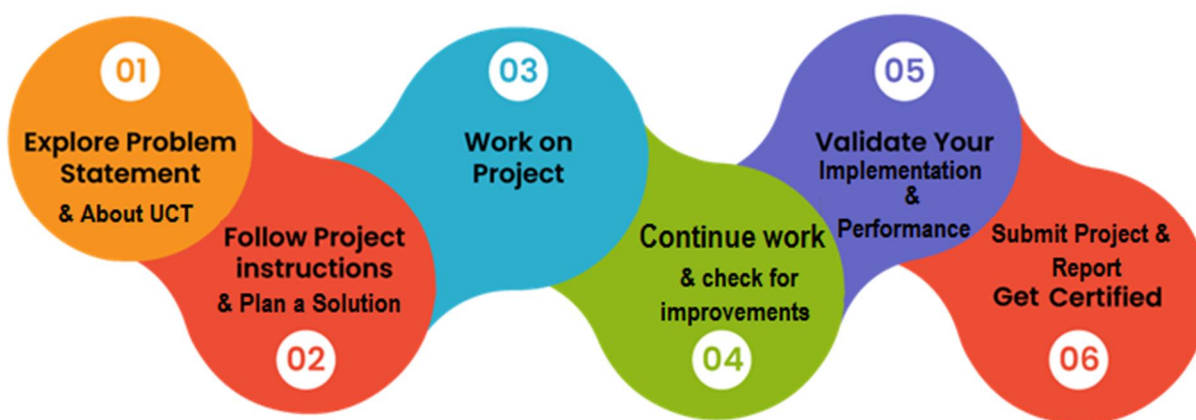 01
Explore Problem
Statement
& About UCT
Follow Project
instructions
& Plan a Solution
02
03
Work on
Project
Continue work
& check for
improvements
04
05
Validate Your
Implementation
&
Performance
Submit Project &
Report
Get Certified
06